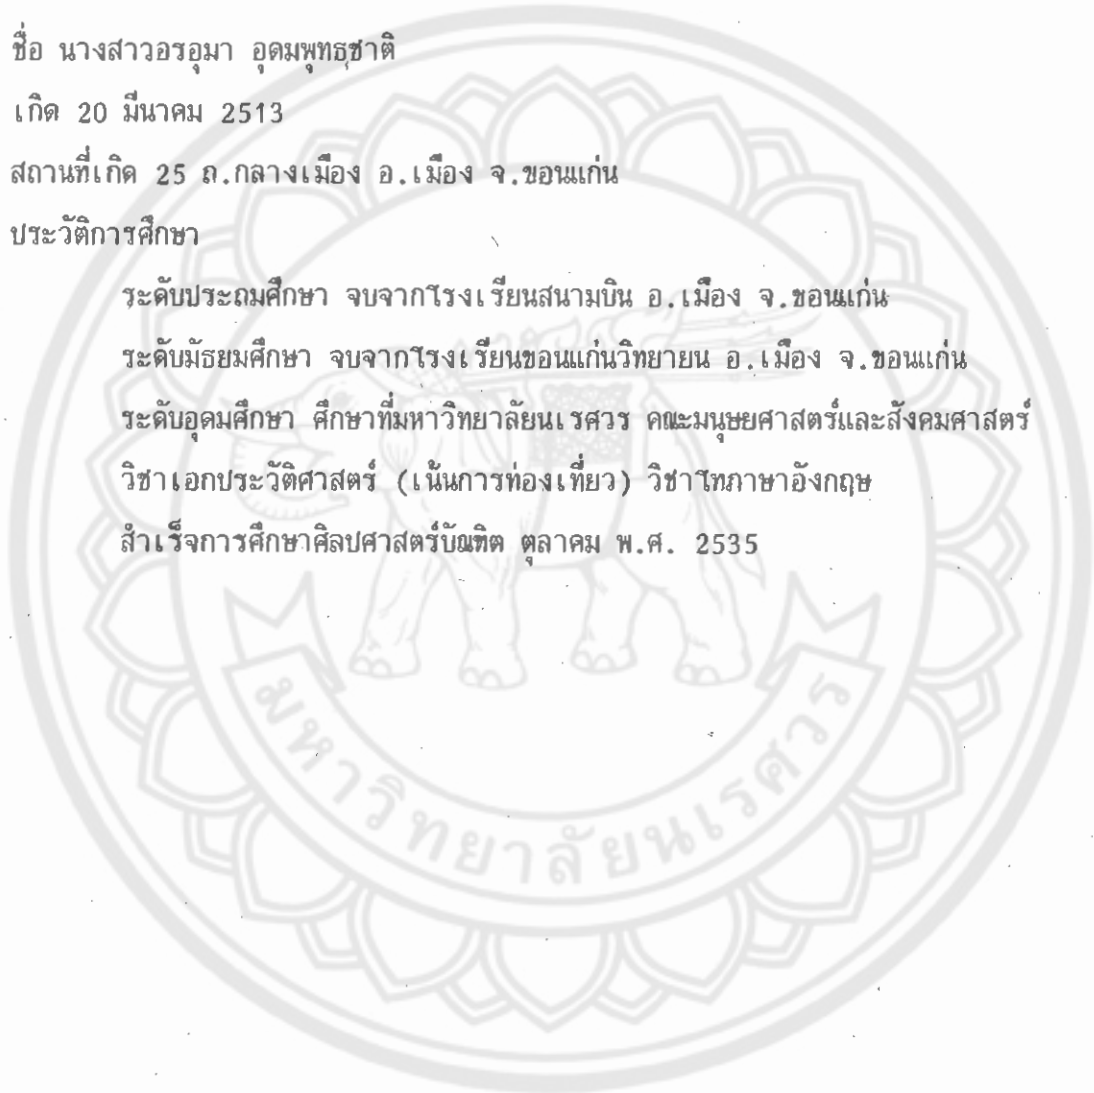 ชื่อ นางสาวอรอุมา อุดมพุทธชาติ
เกิด 20 มีนาคม 2513
สถานที่เกิด 25 ถ.กลางเมือง อ.เมือง จ.ขอนแก่น
ประวัติการศึกษา
ระดับประถมศึกษา จบจากโรงเรียนสนามบิน อ.เมือง จ.ขอนแก่น
ระดับมัธยมศึกษา จบจากโรงเรียนขอนแก่นวิทยายน อ.เมือง จ.ขอนแก่น
ระดับอุดมศึกษา ศึกษาที่มหาวิทยาลัยนเรศวร คณะมนุษยศาสตร์และสังคมศาสตร์
วิชาเอกประวัติศาสตร์ (เน้นการท่องเที่ยว) วิชาโทภาษาอังกฤษ
สำเร็จการศึกษาศิลปศาสตร์บัณฑิต ตุลาคม พ.ศ. 2535
มหาวิทยาลัยนเรศวร